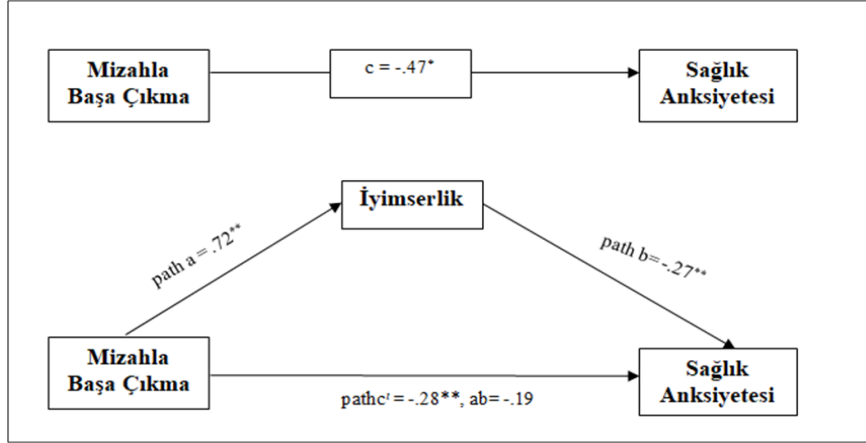 Mizahla
Başa Çıkma
c = -.47*
Sağlık
Anksiyetesi
İyimserlik
path a = .72**
path b= -.27**
Mizahla
Başa Çıkma
pathc' = -.28**, ab= -.19
Sağlık
Anksiyetesi